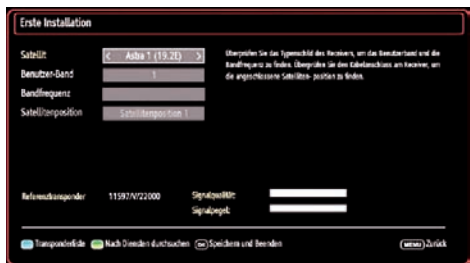 Erste Installation
Satellit < Astra 1 (19.2E) >
Benutzer-Band 1
Bandfrequenz
Satellitenposition Satellitenposition 1
Überprüfen Sie das Typenschild des Receivers, um das Benutzerband und die
Bandfrequenz zu finden. Überprüfen Sie den Kabelanschluss am Receiver, um
die angeschlossene Satelliten- position zu finden.
Referenztransponder 11597/V/22000
Signalqualität:
Signalpegel:
Transponderliste Nach Diensten durchsuchen OK Speichern und Beenden MENU Zurück